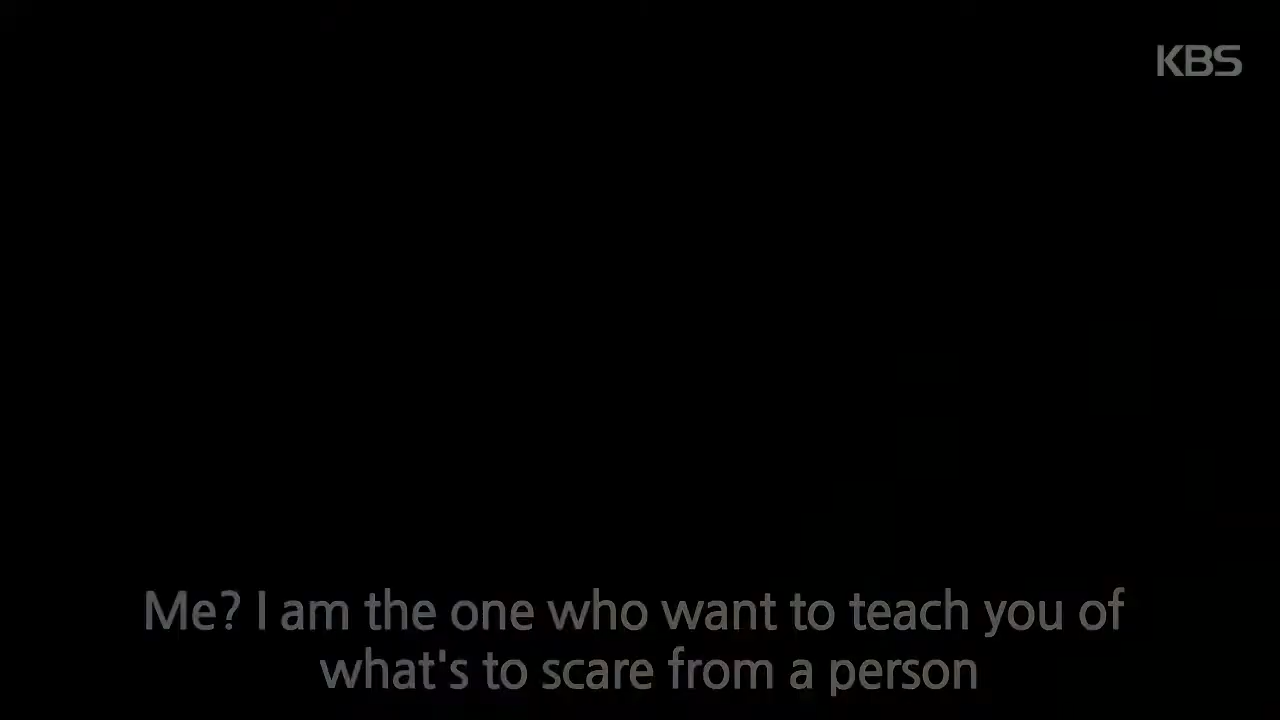 KBS
Me? I am the one who want to teach you of
what's to scare from a person